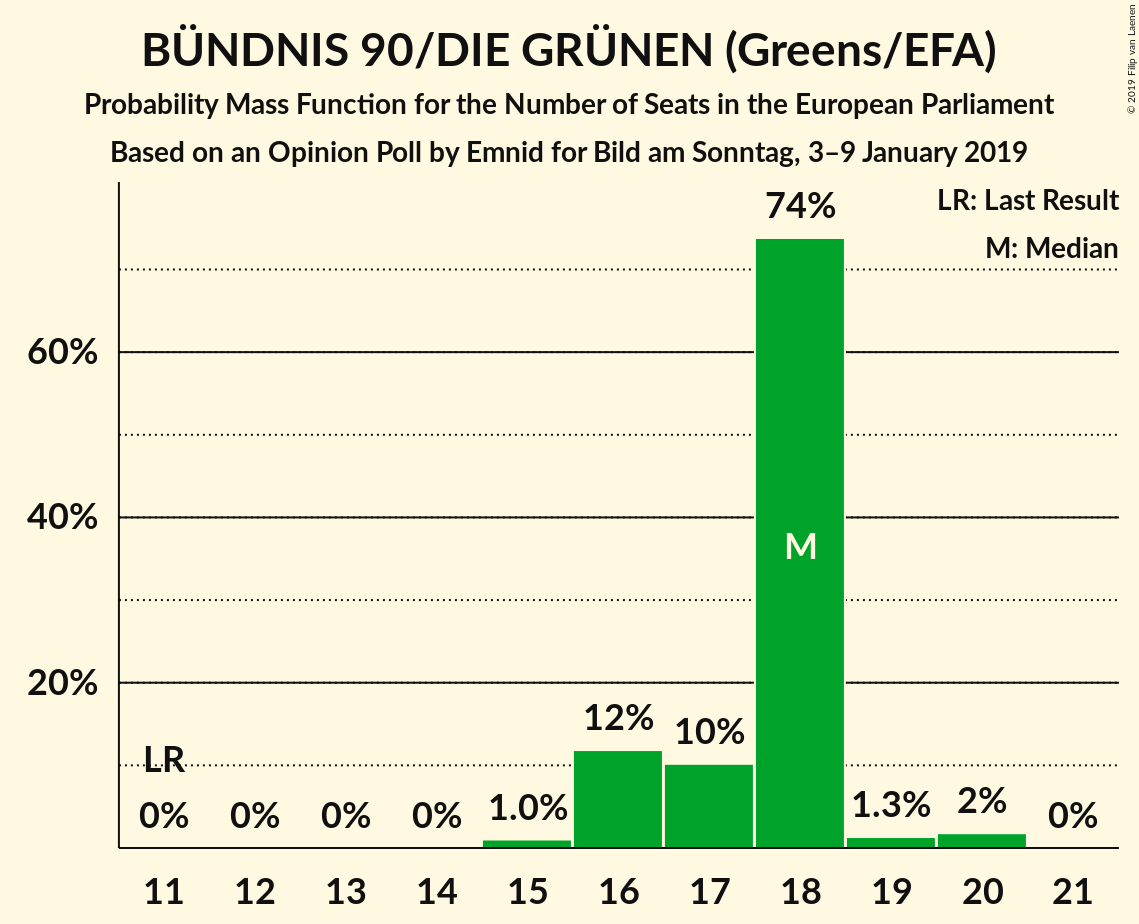 BÜNDNIS 90/DIE GRÜNEN (Greens/EFA)
Probability Mass Function for the Number of Seats in the European Parliament
Based on an Opinion Poll by Emnid for Bild am Sonntag, 3–9 January 2019
© 2019 Filip van Laenen
LR: Last Result
M: Median
74%
60%
40%
M
20%
12%
10%
LR
0%
0%
0%
0%
1.0%
1.3%
2%
0%
11 12 13 14 15 16 17 18 19 20 21